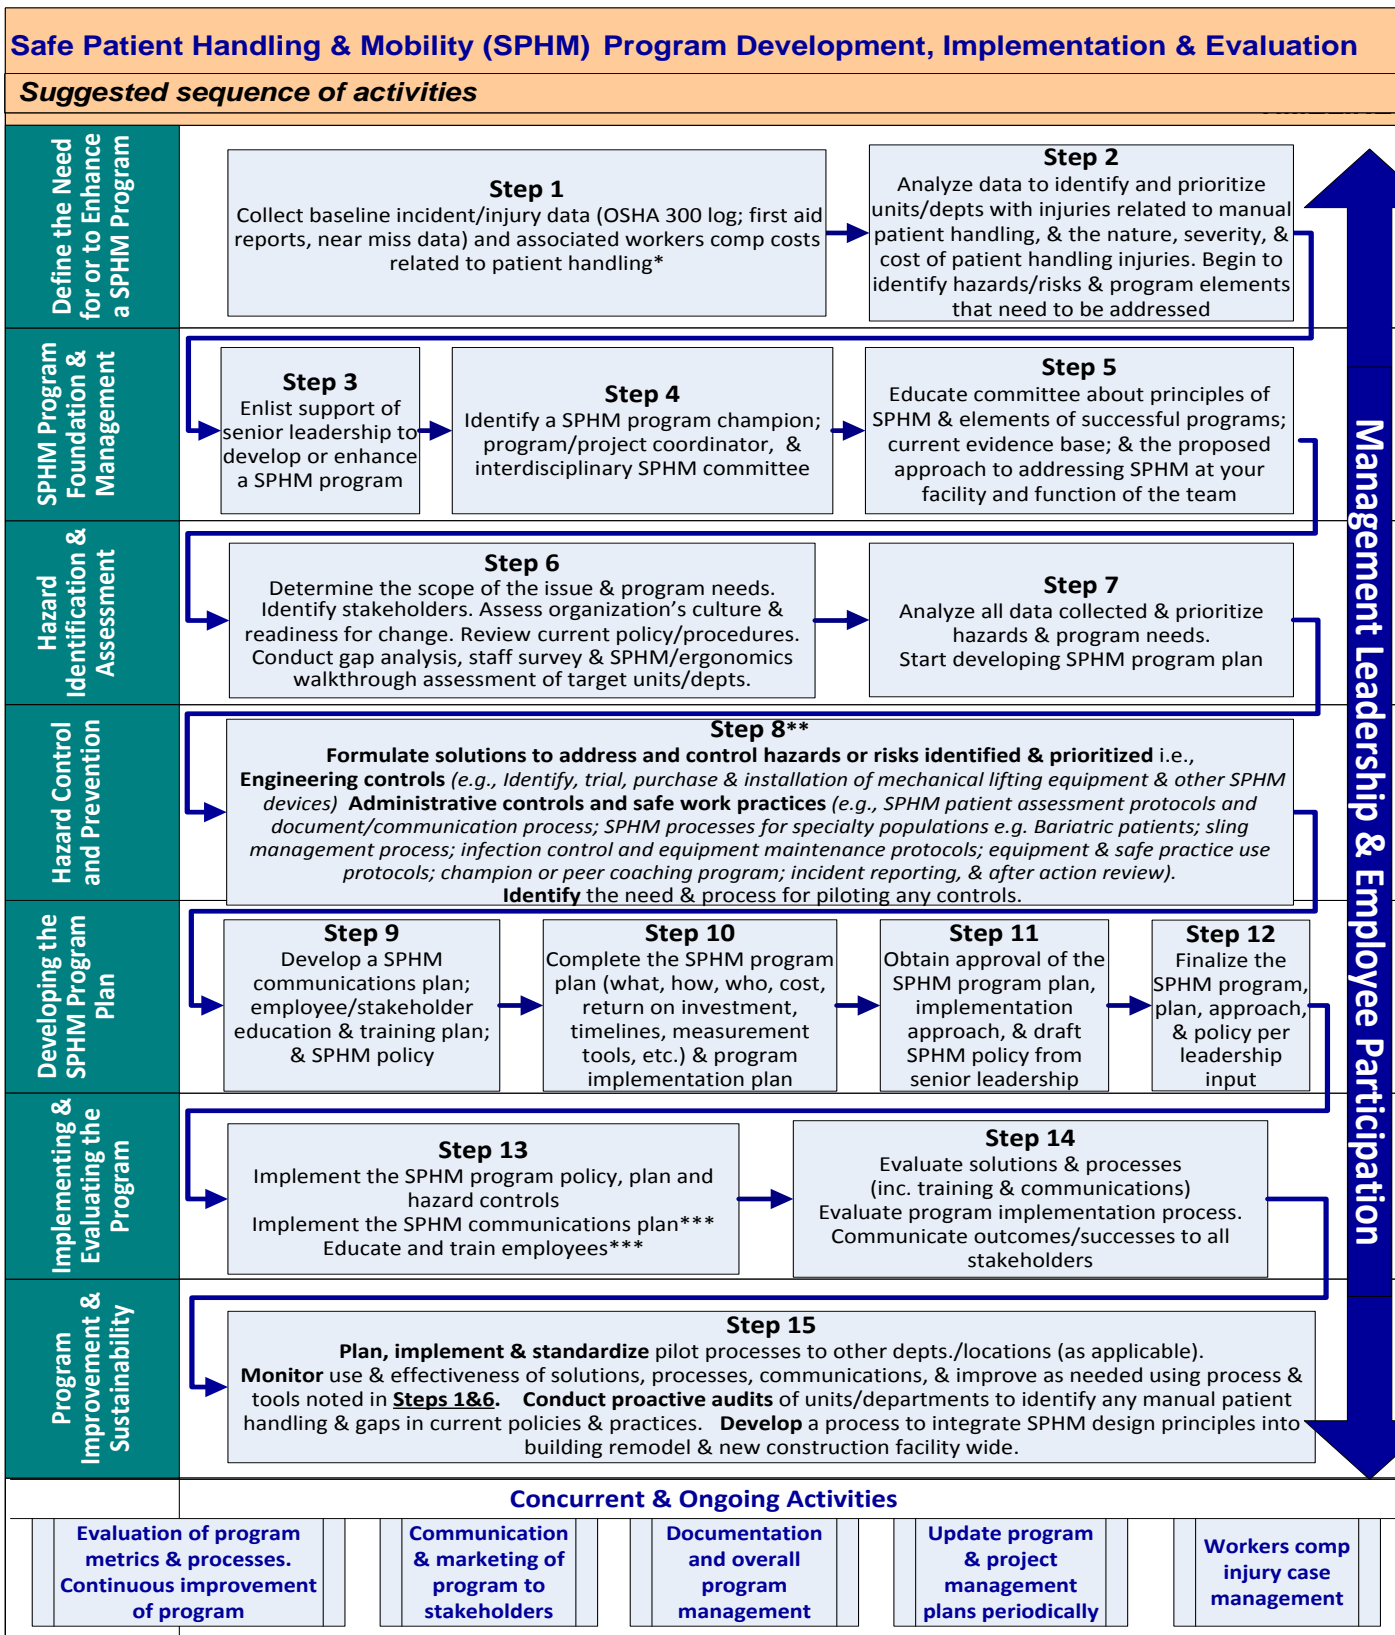 Safe Patient Handling & Mobility (SPHM) Program Development, Implementation & Evaluation
Suggested sequence of activities
Define the Need
for or to Enhance
a SPHM Program
Step 1
Collect baseline incident/injury data (OSHA 300 log; first aid
reports, near miss data) and associated workers comp costs
related to patient handling*
Step 2
Analyze data to identify and prioritize
units/depts with injuries related to manual
patient handling, & the nature, severity, &
cost of patient handling injuries. Begin to
identify hazards/risks & program elements
that need to be addressed
SPHM Program
Foundation &
Management
Step 3
Enlist support of
senior leadership to
develop or enhance
a SPHM program
Step 4
Identify a SPHM program champion;
program/project coordinator, &
interdisciplinary SPHM committee
Step 5
Educate committee about principles of
SPHM & elements of successful programs;
current evidence base; & the proposed
approach to addressing SPHM at your
facility and function of the team
Hazard
Identification &
Assessment
Step 6
Determine the scope of the issue & program needs.
Identify stakeholders. Assess organization’s culture &
readiness for change. Review current policy/procedures.
Conduct gap analysis, staff survey & SPHM/ergonomics
walkthrough assessment of target units/depts.
Step 7
Analyze all data collected & prioritize
hazards & program needs.
Start developing SPHM program plan
Hazard Control
and Prevention
Step 8**
Formulate solutions to address and control hazards or risks identified & prioritized i.e.,
Engineering controls (e.g., Identify, trial, purchase & installation of mechanical lifting equipment & other SPHM
devices) Administrative controls and safe work practices (e.g., SPHM patient assessment protocols and
document/communication process; SPHM processes for specialty populations e.g. Bariatric patients; sling
management process; infection control and equipment maintenance protocols; equipment & safe practice use
protocols; champion or peer coaching program; incident reporting, & after action review).
Identify the need & process for piloting any controls.
Developing the
SPHM Program
Plan
Step 9
Develop a SPHM
communications plan;
employee/stakeholder
education & training plan;
& SPHM policy
Step 10
Complete the SPHM program
plan (what, how, who, cost,
return on investment,
timelines, measurement
tools, etc.) & program
implementation plan
Step 11
Obtain approval of the
SPHM program plan,
implementation
approach, & draft
SPHM policy from
senior leadership
Step 12
Finalize the
SPHM program,
plan, approach,
& policy per
leadership
input
Implementing &
Evaluating the
Program
Step 13
Implement the SPHM program policy, plan and
hazard controls
Implement the SPHM communications plan***
Educate and train employees***
Step 14
Evaluate solutions & processes
(inc. training & communications)
Evaluate program implementation process.
Communicate outcomes/successes to all
stakeholders
Program
Improvement &
Sustainability
Step 15
Plan, implement & standardize pilot processes to other depts./locations (as applicable).
Monitor use & effectiveness of solutions, processes, communications, & improve as needed using process &
tools noted in Steps 1&6. Conduct proactive audits of units/departments to identify any manual patient
handling & gaps in current policies & practices. Develop a process to integrate SPHM design principles into
building remodel & new construction facility wide.
Management Leadership & Employee Participation
Concurrent & Ongoing Activities
Evaluation of program
metrics & processes.
Continuous improvement
of program
Communication
& marketing of
program to
stakeholders
Documentation
and overall
program
management
Update program
& project
management
plans periodically
Workers comp
injury case
management